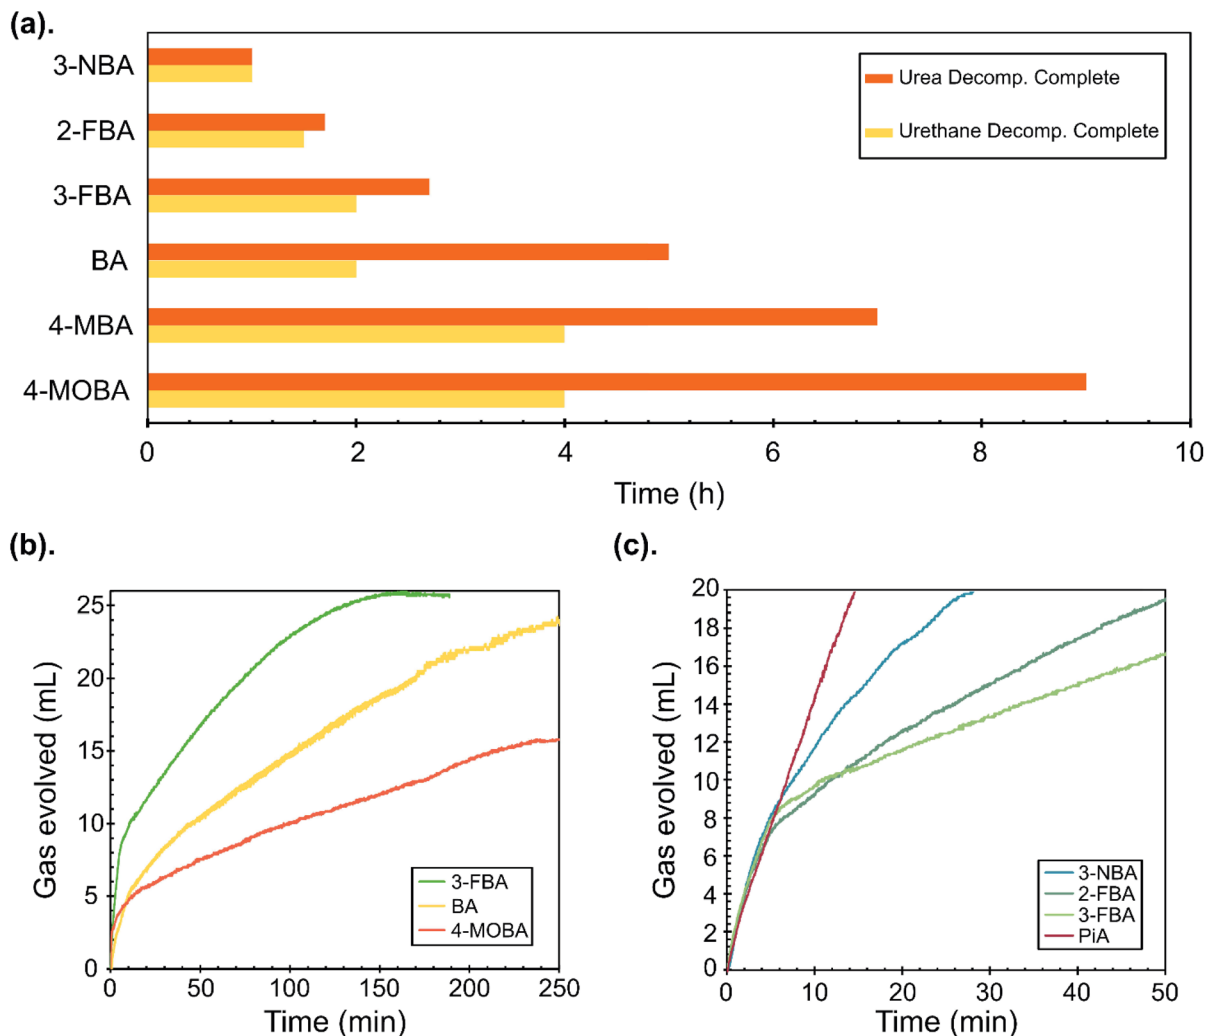 (a).
3-NBA
2-FBA
3-FBA
BA
4-MBA
4-MOBA
Urea Decomp. Complete
Urethane Decomp. Complete
0 2 4 6 8 10
Time (h)
(b).
Gas evolved (mL)
25
20
15
10
5
0
3-FBA
BA
4-MOBA
0 50 100 150 200 250
Time (min)
(c).
Gas evolved (mL)
20
18
16
14
12
10
8
6
4
2
0
3-NBA
2-FBA
3-FBA
PiA
0 10 20 30 40 50
Time (min)